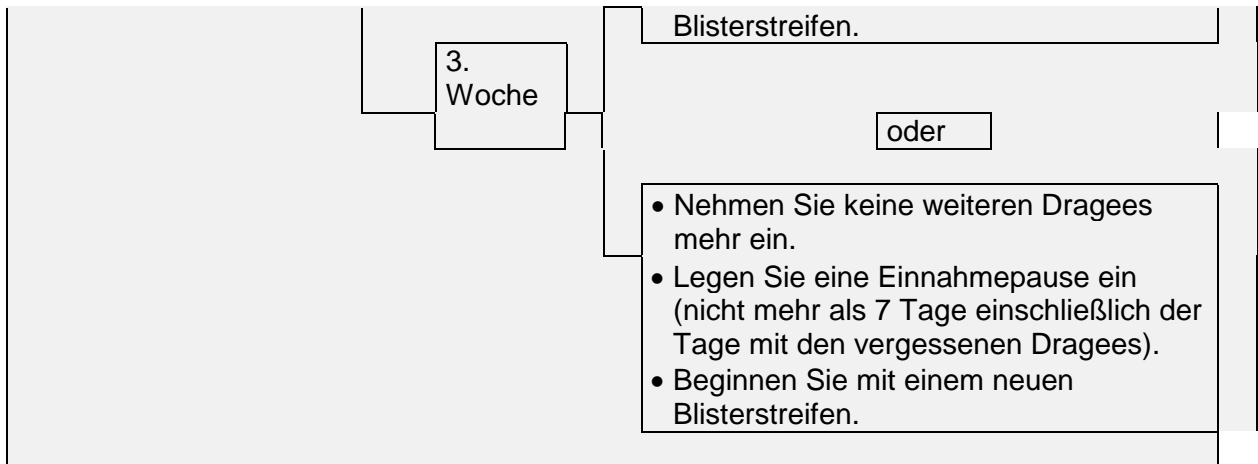 Blisterstreifen.
3.
Woche
oder
• Nehmen Sie keine weiteren Dragees
mehr ein.
• Legen Sie eine Einnahmepause ein
(nicht mehr als 7 Tage einschließlich der
Tage mit den vergessenen Dragees).
• Beginnen Sie mit einem neuen
Blisterstreifen.